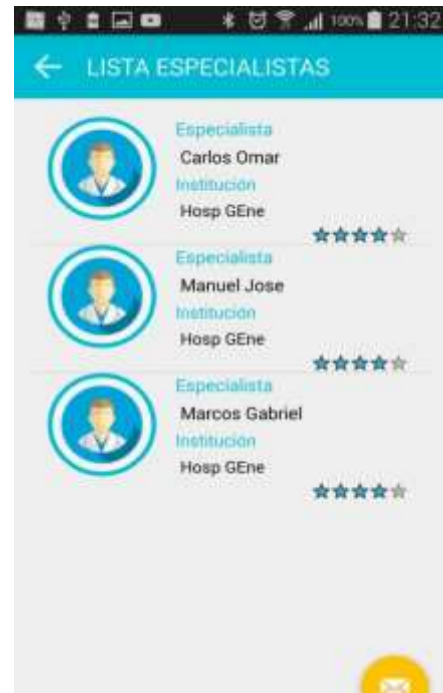 100% 21:32
LISTA ESPECIALISTAS
Especialista
Carlos Omar
Institución
Hosp GEne
Especialista
Manuel Jose
Institución
Hosp GEne
Especialista
Marcos Gabriel
Institución
Hosp GEne